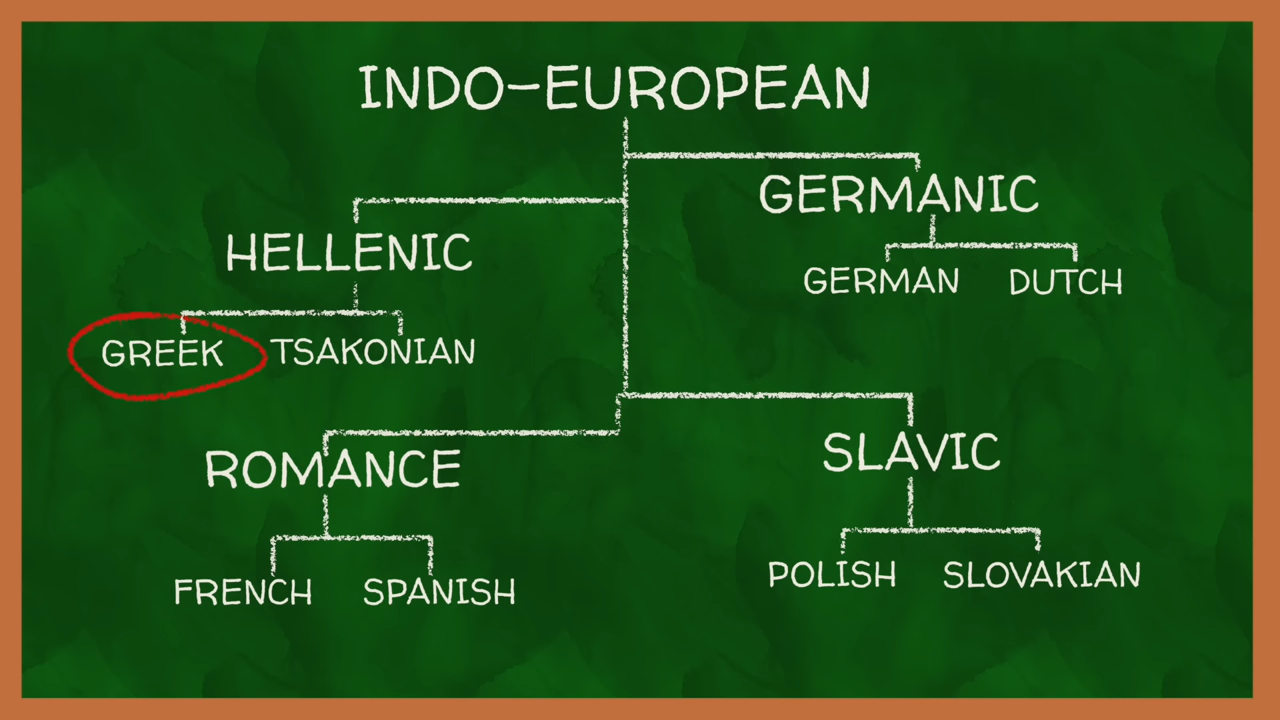 INDO-EUROPEAN
GERMANIC
GERMAN DUTCH
HELLENIC
GREEK TSAKONIAN
ROMANCE
FRENCH SPANISH
SLAVIC
POLISH SLOVAKIAN